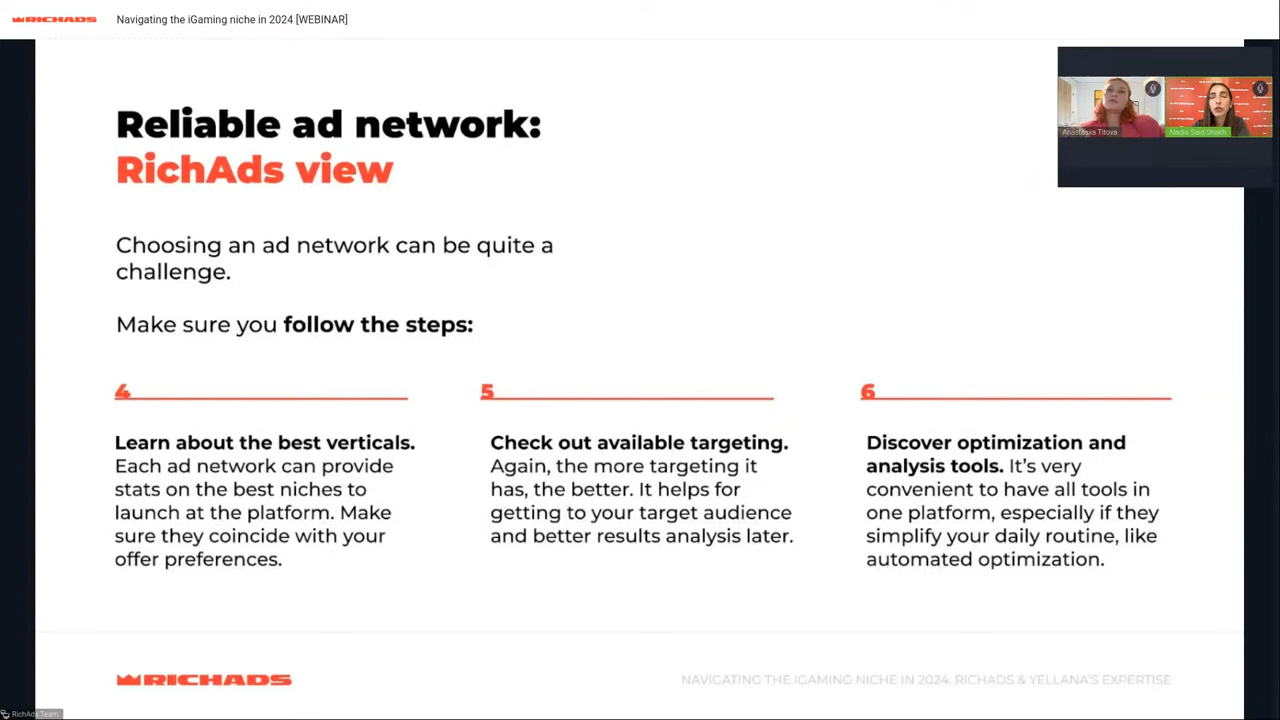 RICHADS
Navigating the iGaming niche in 2024 [WEBINAR]
Reliable ad network:
RichAds view
Anastasiia Titova
Nadia Said Shakh
Choosing an ad network can be quite a
challenge.
Make sure you follow the steps:
4
Learn about the best verticals.
Each ad network can provide
stats on the best niches to
launch at the platform. Make
sure they coincide with your
offer preferences.
5
Check out available targeting.
Again, the more targeting it
has, the better. It helps for
getting to your target audience
and better results analysis later.
6
Discover optimization and
analysis tools. It’s very
convenient to have all tools in
one platform, especially if they
simplify your daily routine, like
automated optimization.
RICHADS
NAVIGATING THE IGAMING NICHE IN 2024: RICHADS & YELLANA'S EXPERTISE
RichAds Team